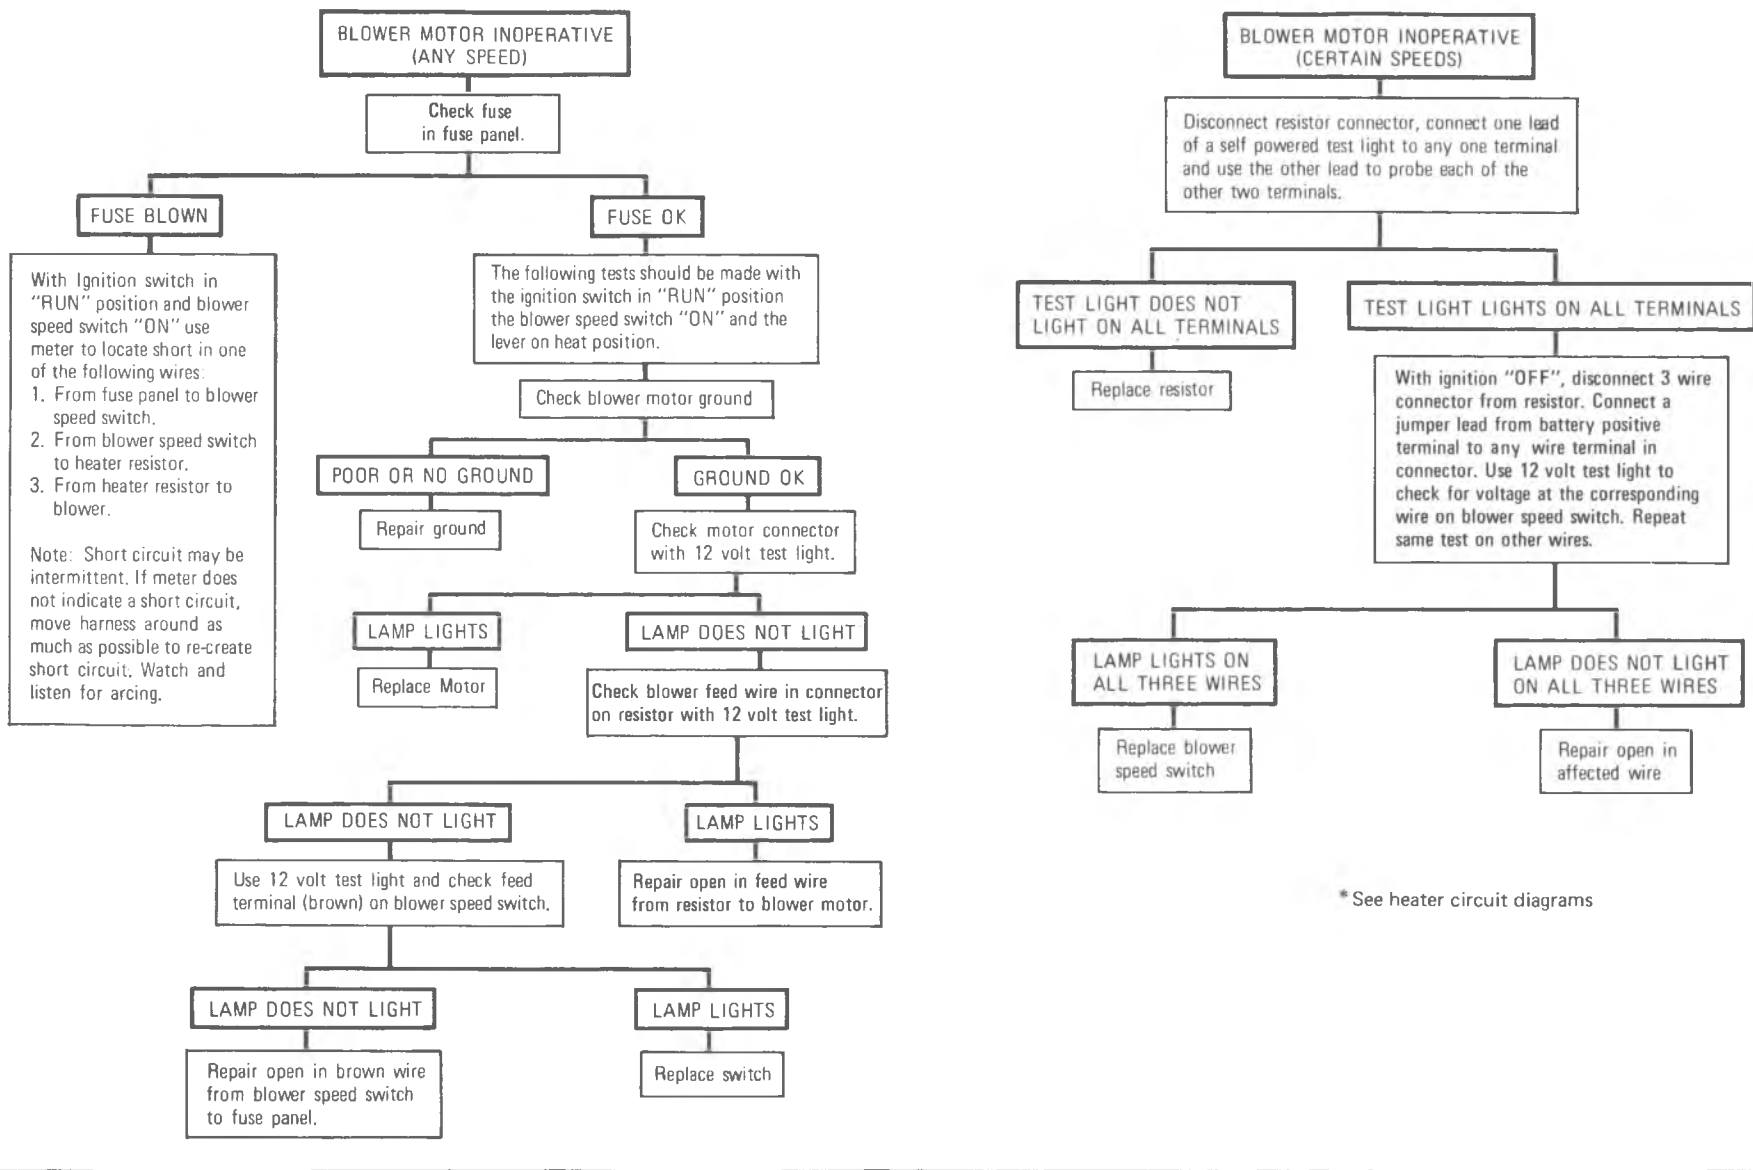 BLOWER MOTOR INOPERATIVE
(ANY SPEED)
Check fuse
in fuse panel.
FUSE BLOWN
With Ignition switch in
"RUN" position and blower
speed switch "ON" use
meter to locate short in one
of the following wires:
1. From fuse panel to blower
speed switch.
2. From blower speed switch
to heater resistor.
3. From heater resistor to
blower.
Note: Short circuit may be
intermittent. If meter does
not indicate a short circuit,
move harness around as
much as possible to re-create
short circuit. Watch and
listen for arcing.
FUSE OK
The following tests should be made with
the ignition switch in "RUN" position
the blower speed switch "ON" and the
lever on heat position.
Check blower motor ground
POOR OR NO GROUND
Repair ground
GROUND OK
Check motor connector
with 12 volt test light.
LAMP LIGHTS
Replace Motor
LAMP DOES NOT LIGHT
Check blower feed wire in connector
on resistor with 12 volt test light.
LAMP DOES NOT LIGHT
Use 12 volt test light and check feed
terminal (brown) on blower speed switch.
LAMP LIGHTS
Repair open in feed wire
from resistor to blower motor.
LAMP DOES NOT LIGHT
Repair open in brown wire
from blower speed switch
to fuse panel.
LAMP LIGHTS
Replace switch
BLOWER MOTOR INOPERATIVE
(CERTAIN SPEEDS)
Disconnect resistor connector, connect one lead
of a self powered test light to any one terminal
and use the other lead to probe each of the
other two terminals.
TEST LIGHT DOES NOT
LIGHT ON ALL TERMINALS
Replace resistor
TEST LIGHT LIGHTS ON ALL TERMINALS
With ignition "OFF", disconnect 3 wire
connector from resistor. Connect a
jumper lead from battery positive
terminal to any wire terminal in
connector. Use 12 volt test light to
check for voltage at the corresponding
wire on blower speed switch. Repeat
same test on other wires.
LAMP LIGHTS ON
ALL THREE WIRES
Replace blower
speed switch
LAMP DOES NOT LIGHT
ON ALL THREE WIRES
Repair open in
affected wire
* See heater circuit diagrams